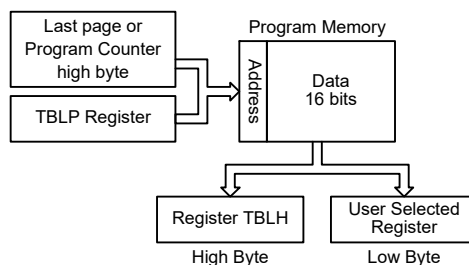 Last page or
Program Counter
high byte
TBLP Register
Program Memory
Address
Data
16 bits
Register TBLH
User Selected
Register
High Byte
Low Byte